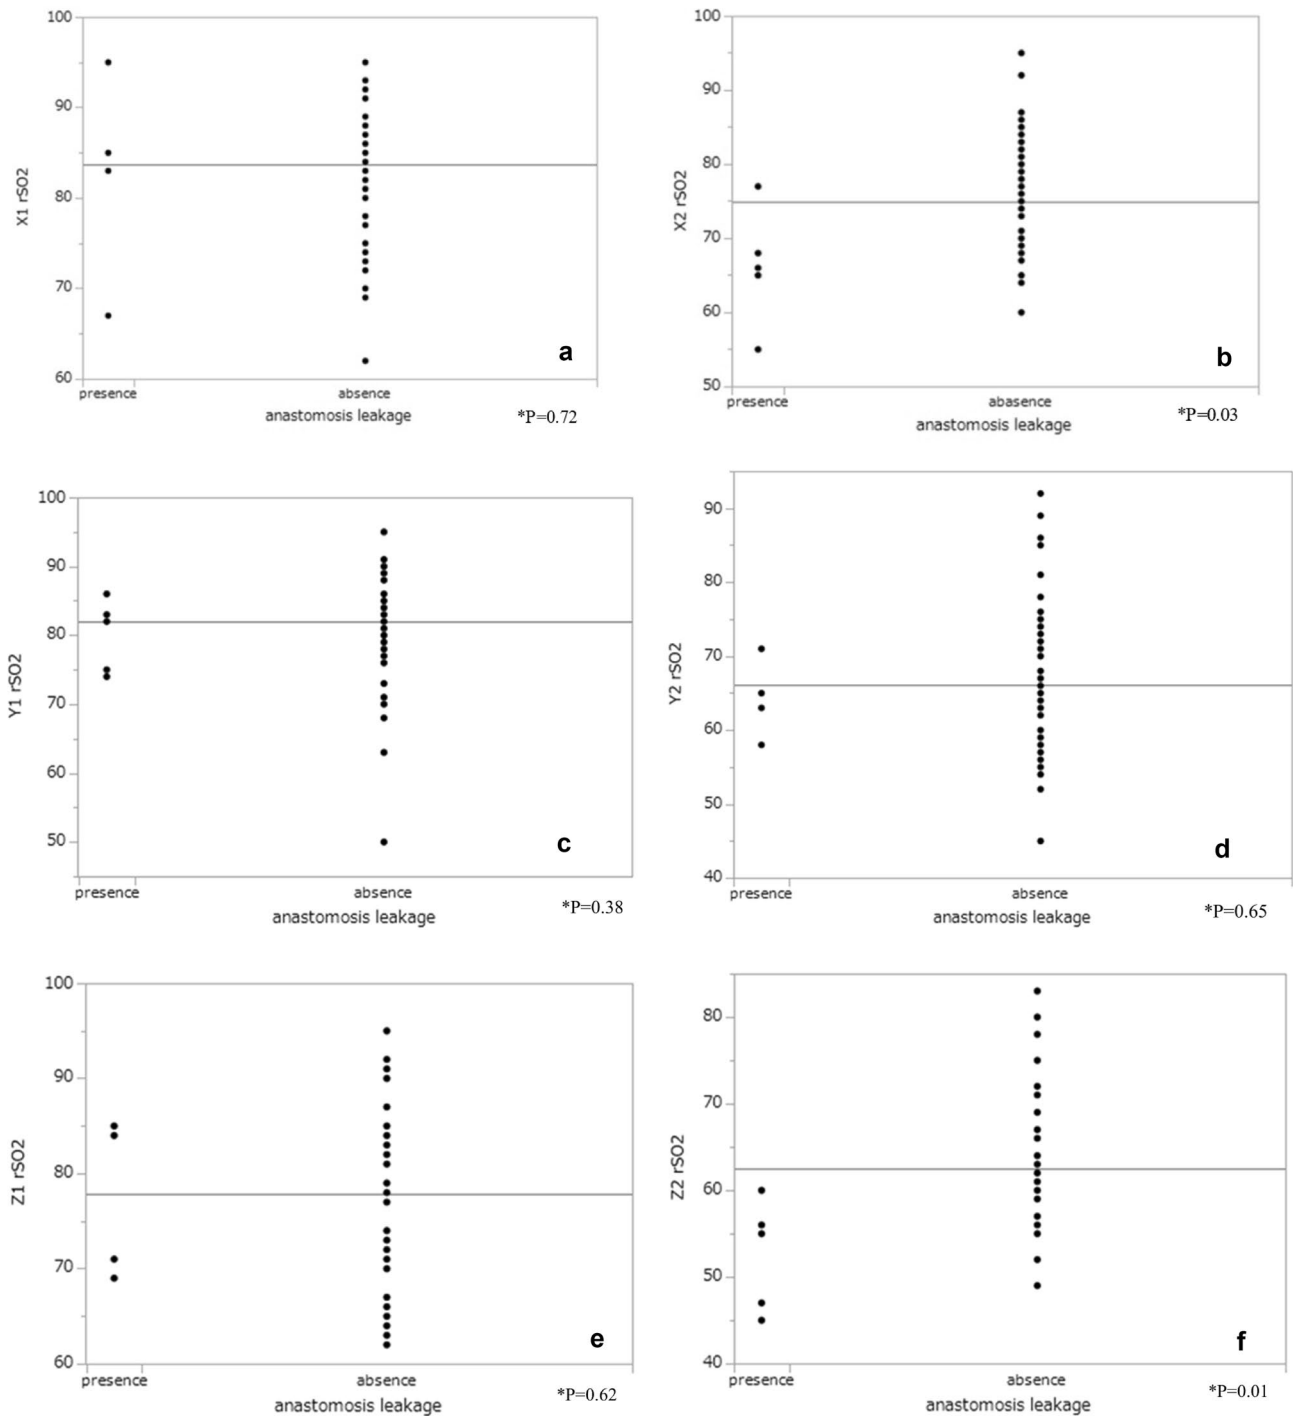 100
90
80
70
60
X1 rSO2
presence
absence
anastomosis leakage
*P=0.72
a
100
90
80
70
60
50
X2 rSO2
presence
abasence
anastomosis leakage
*P=0.03
b
100
90
80
70
60
50
Y1 rSO2
presence
absence
anastomosis leakage
*P=0.38
c
90
80
70
60
50
40
Y2 rSO2
presence
absence
anastomosis leakage
*P=0.65
d
100
90
80
70
60
Z1 rSO2
presence
absence
anastomosis leakage
*P=0.62
e
80
70
60
50
40
Z2 rSO2
presence
absence
anastomosis leakage
*P=0.01
f